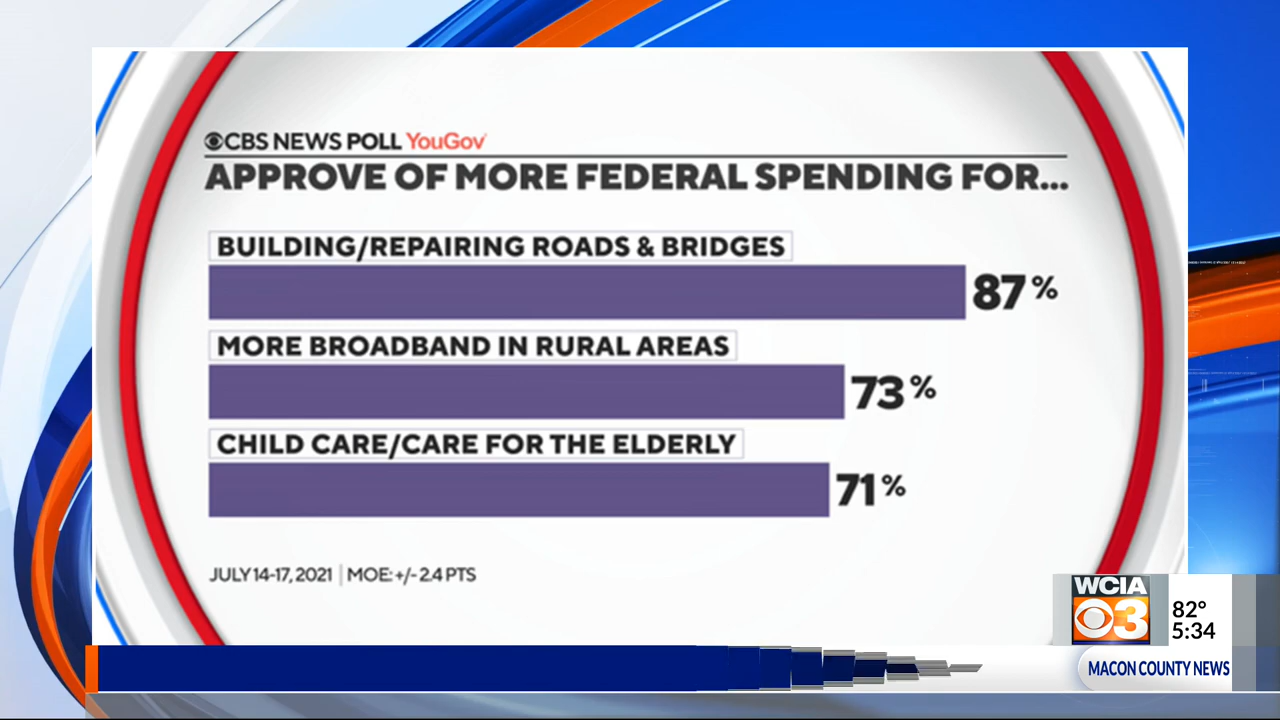 CBS NEWS POLL YouGov
APPROVE OF MORE FEDERAL SPENDING FOR...
BUILDING/REPAIRING ROADS & BRIDGES
87%
MORE BROADBAND IN RURAL AREAS
73%
CHILD CARE/CARE FOR THE ELDERLY
71%
JULY 14-17, 2021 | MOE: +/- 2.4 PTS
WCIA
3
82°
5:34
MACON COUNTY NEWS